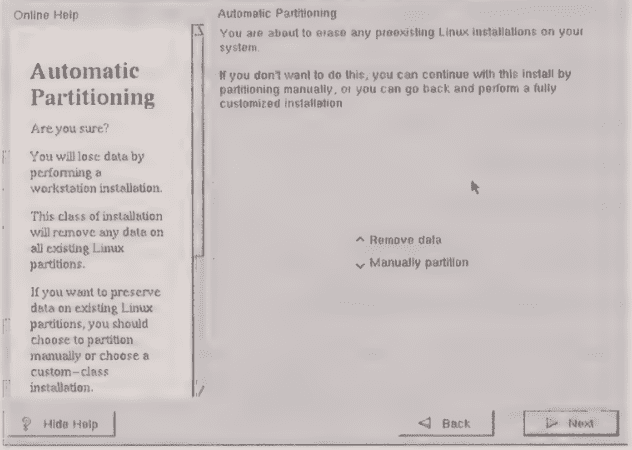 Online Help
Automatic
Partitioning
Are you sure?
You will lose data by
performing a
workstation installation.
This class of installation
will remove any data on
all existing Linux
partitions.
If you want to preserve
data on existing Linux
partitions, you should
choose to partition
manually or choose a
custom-class
installation.
Automatic Partitioning
You are about to erase any preexisting Linux installations on your
system.
If you don't want to do this, you can continue with this install by
partitioning manually, or you can go back and perform a fully
customized installation
Remove data
Manually partition
Hide Help
Back
Next